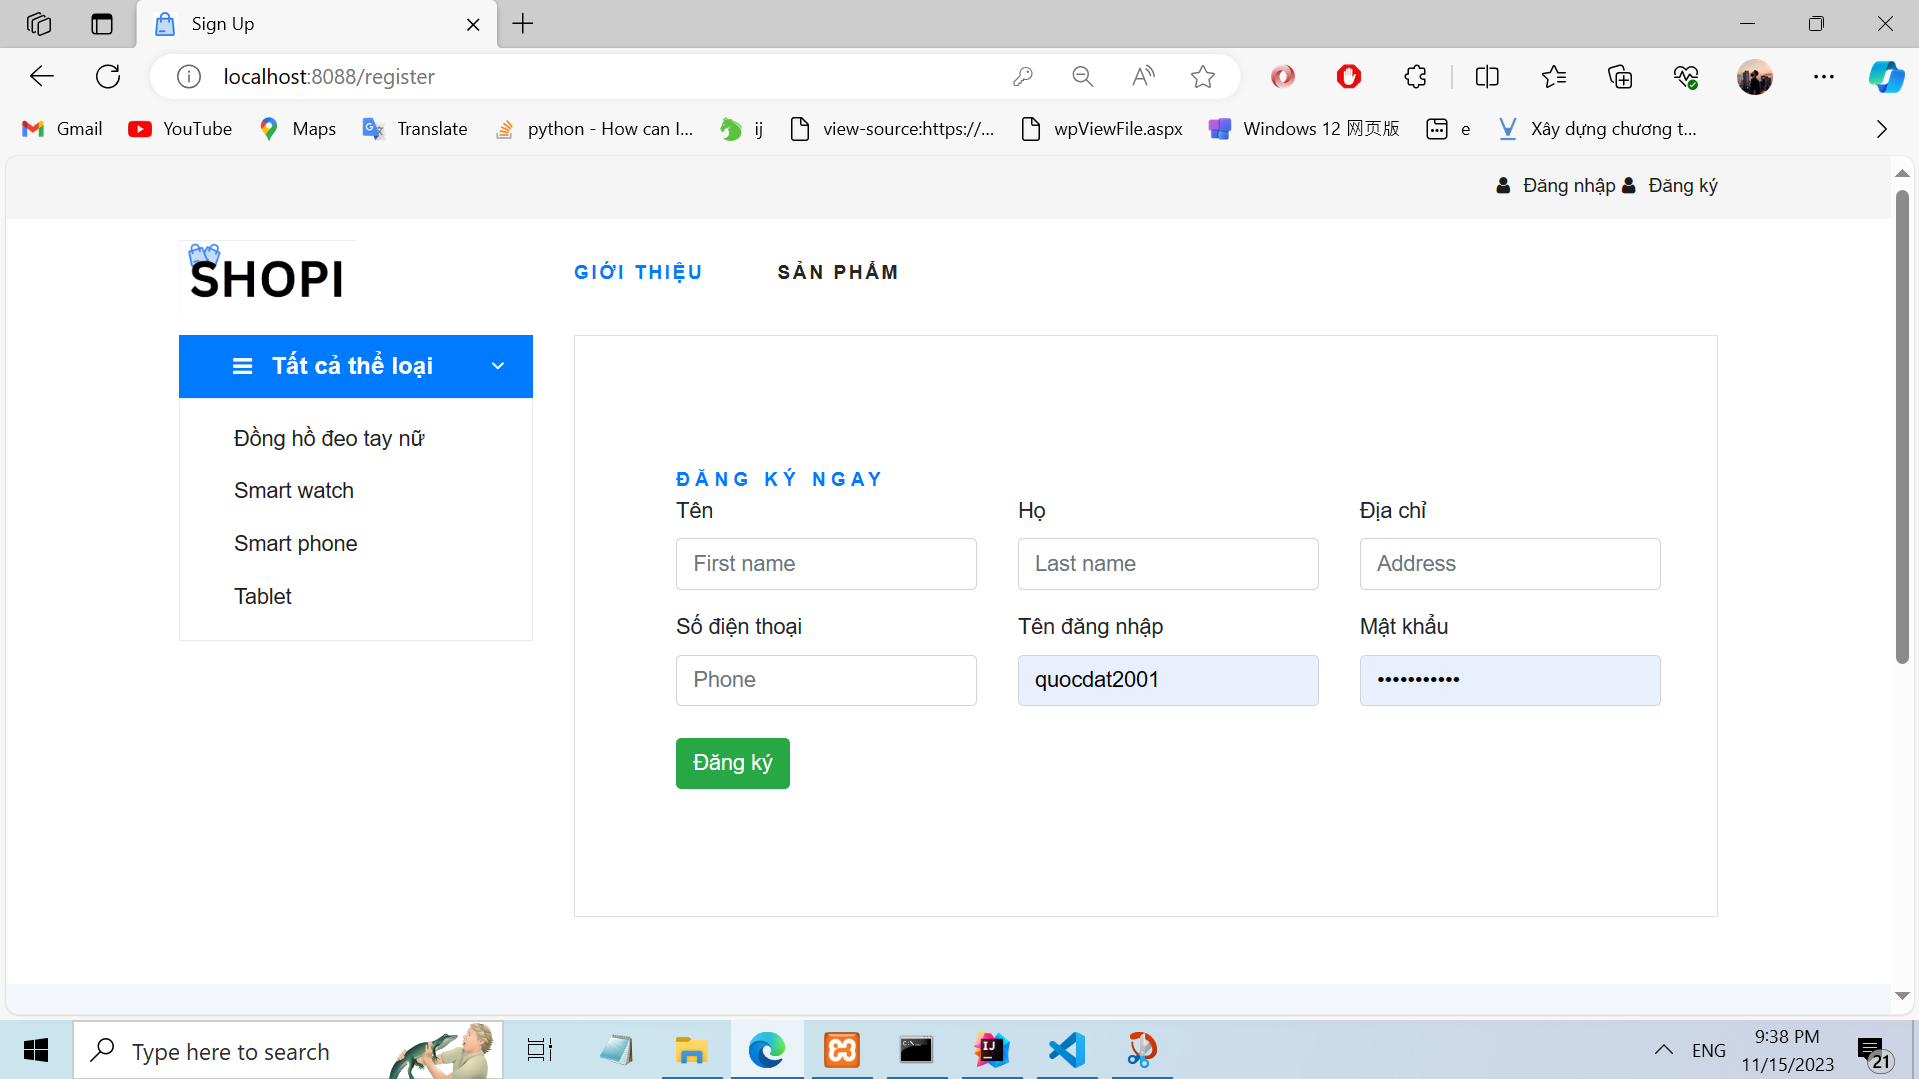 Sign Up
localhost:8088/register
Gmail
YouTube
Maps
Translate
python - How can I...
ij
view-source:https://...
wpViewFile.aspx
Windows 12 网页版
e
Xây dựng chương t...
Đăng nhập
Đăng ký
SHOPI
GIỚI THIỆU
SẢN PHẨM
Tất cả thể loại
Đồng hồ đeo tay nữ
Smart watch
Smart phone
Tablet
ĐĂNG KÝ NGAY
Tên
Họ
Địa chỉ
First name
Last name
Address
Số điện thoại
Tên đăng nhập
Mật khẩu
Phone
quocdat2001
•••••••••••
Đăng ký
Type here to search
ENG
9:38 PM
11/15/2023
21